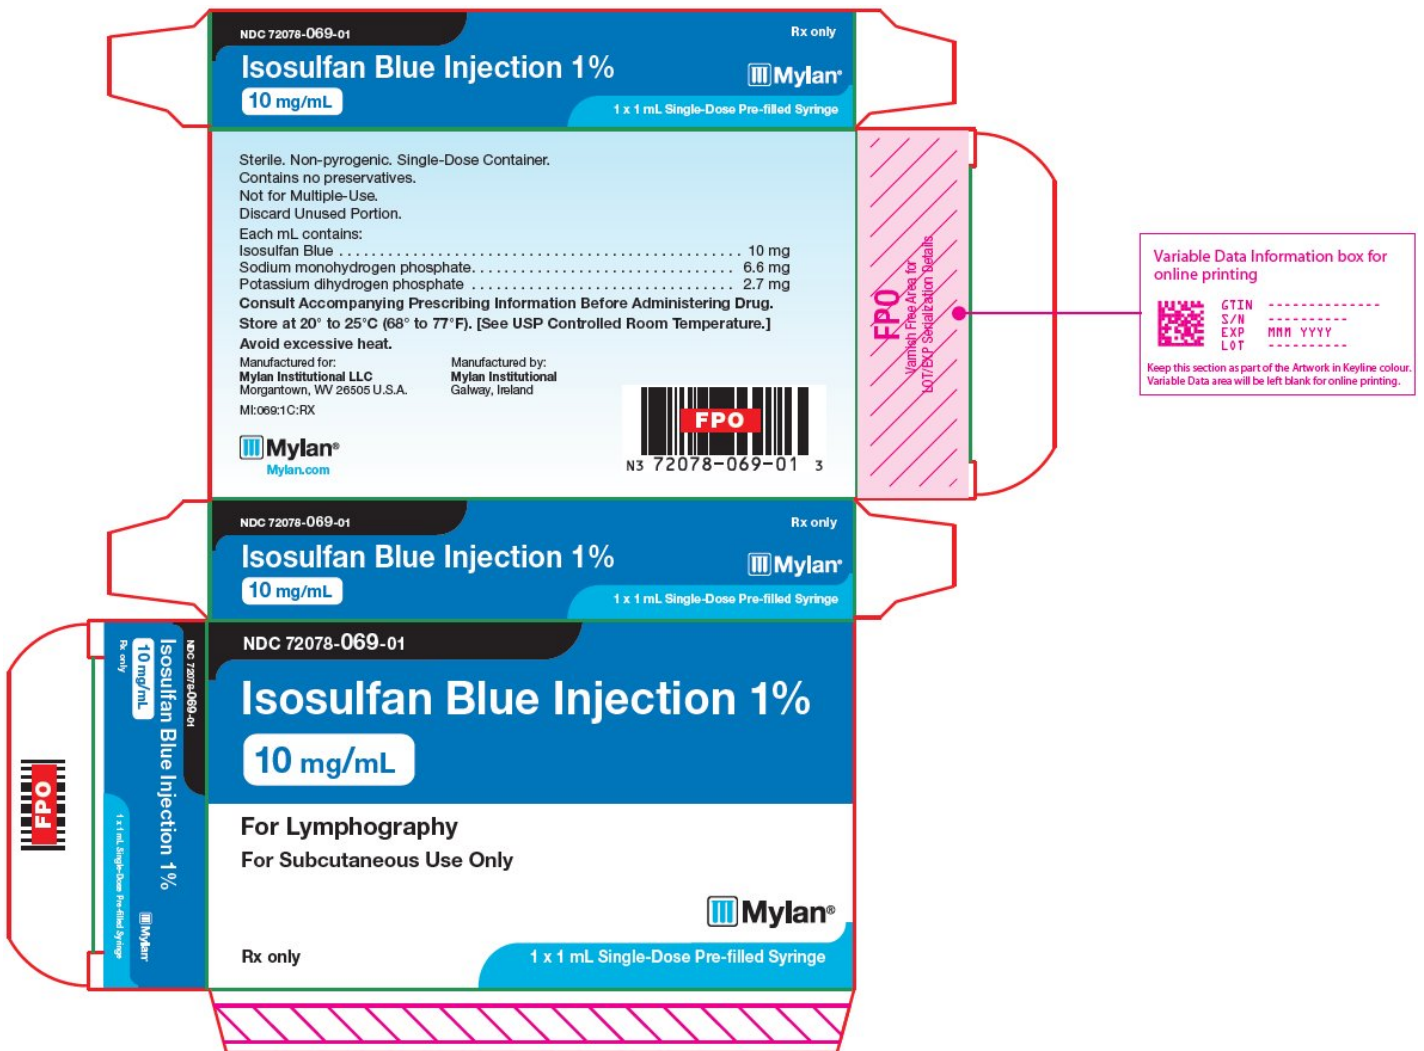 NDC 72078-069-01
Rx only
Isosulfan Blue Injection 1%
Mylan®
10 mg/mL
1 x 1 mL Single-Dose Pre-filled Syringe
Sterile. Non-pyrogenic. Single-Dose Container.
Contains no preservatives.
Not for Multiple-Use.
Discard Unused Portion.
Each mL contains:
Isosulfan Blue . . . . . . . . . . . . . . . . . . . . . . . . . . . . . . . . . . . . . . . . . . . . . . . . . 10 mg
Sodium monohydrogen phosphate. . . . . . . . . . . . . . . . . . . . . . . . . . . . . . . . 6.6 mg
Potassium dihydrogen phosphate . . . . . . . . . . . . . . . . . . . . . . . . . . . . . . . . 2.7 mg
Consult Accompanying Prescribing Information Before Administering Drug.
Store at 20° to 25°C (68° to 77°F). [See USP Controlled Room Temperature.]
Avoid excessive heat.
Manufactured for:
Mylan Institutional LLC
Morgantown, WV 26505 U.S.A.
Manufactured by:
Mylan Institutional
Galway, Ireland
MI:069:1C:RX
Mylan®
Mylan.com
FPO
N3 72078-069-01 3
FPO
Varnish Free Area for
LOT/EXP Serialization Details
Variable Data Information box for
online printing
GTIN --------------
S/N ----------
EXP MMM YYYY
LOT ----------
Keep this section as part of the Artwork in Keyline colour.
Variable Data area will be left blank for online printing.
NDC 72078-069-01
Rx only
Isosulfan Blue Injection 1%
Mylan®
10 mg/mL
1 x 1 mL Single-Dose Pre-filled Syringe
NDC 72078-069-01
Isosulfan Blue Injection 1%
10 mg/mL
Rx only
1 x 1 mL Single-Dose Pre-filled Syringe
Mylan®
FPO
NDC 72078-069-01
Isosulfan Blue Injection 1%
10 mg/mL
For Lymphography
For Subcutaneous Use Only
Mylan®
Rx only
1 x 1 mL Single-Dose Pre-filled Syringe